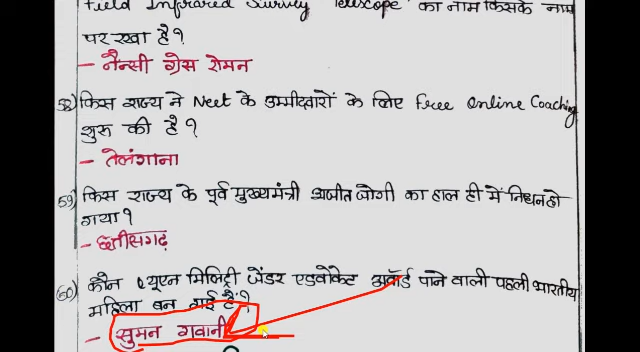 Field Infrared Survey Telescope" का नाम किसके नाम
पर रखा है?
- नैन्सी ग्रेस रोमन
58) किस राज्य ने Neet के उम्मीदवारों के लिए Free Online Coaching
शुरू की है?
- तेलंगाना
59) किस राज्य के पूर्व मुख्यमंत्री अजीत जोगी का हाल ही में निधन हो
गया?
- छत्तीसगढ़
60) कौन यूएन मिलिट्री जेंडर एडवोकेट अवॉर्ड पाने वाली पहली भारतीय
महिला बन गई है?
- सुमन गवानी